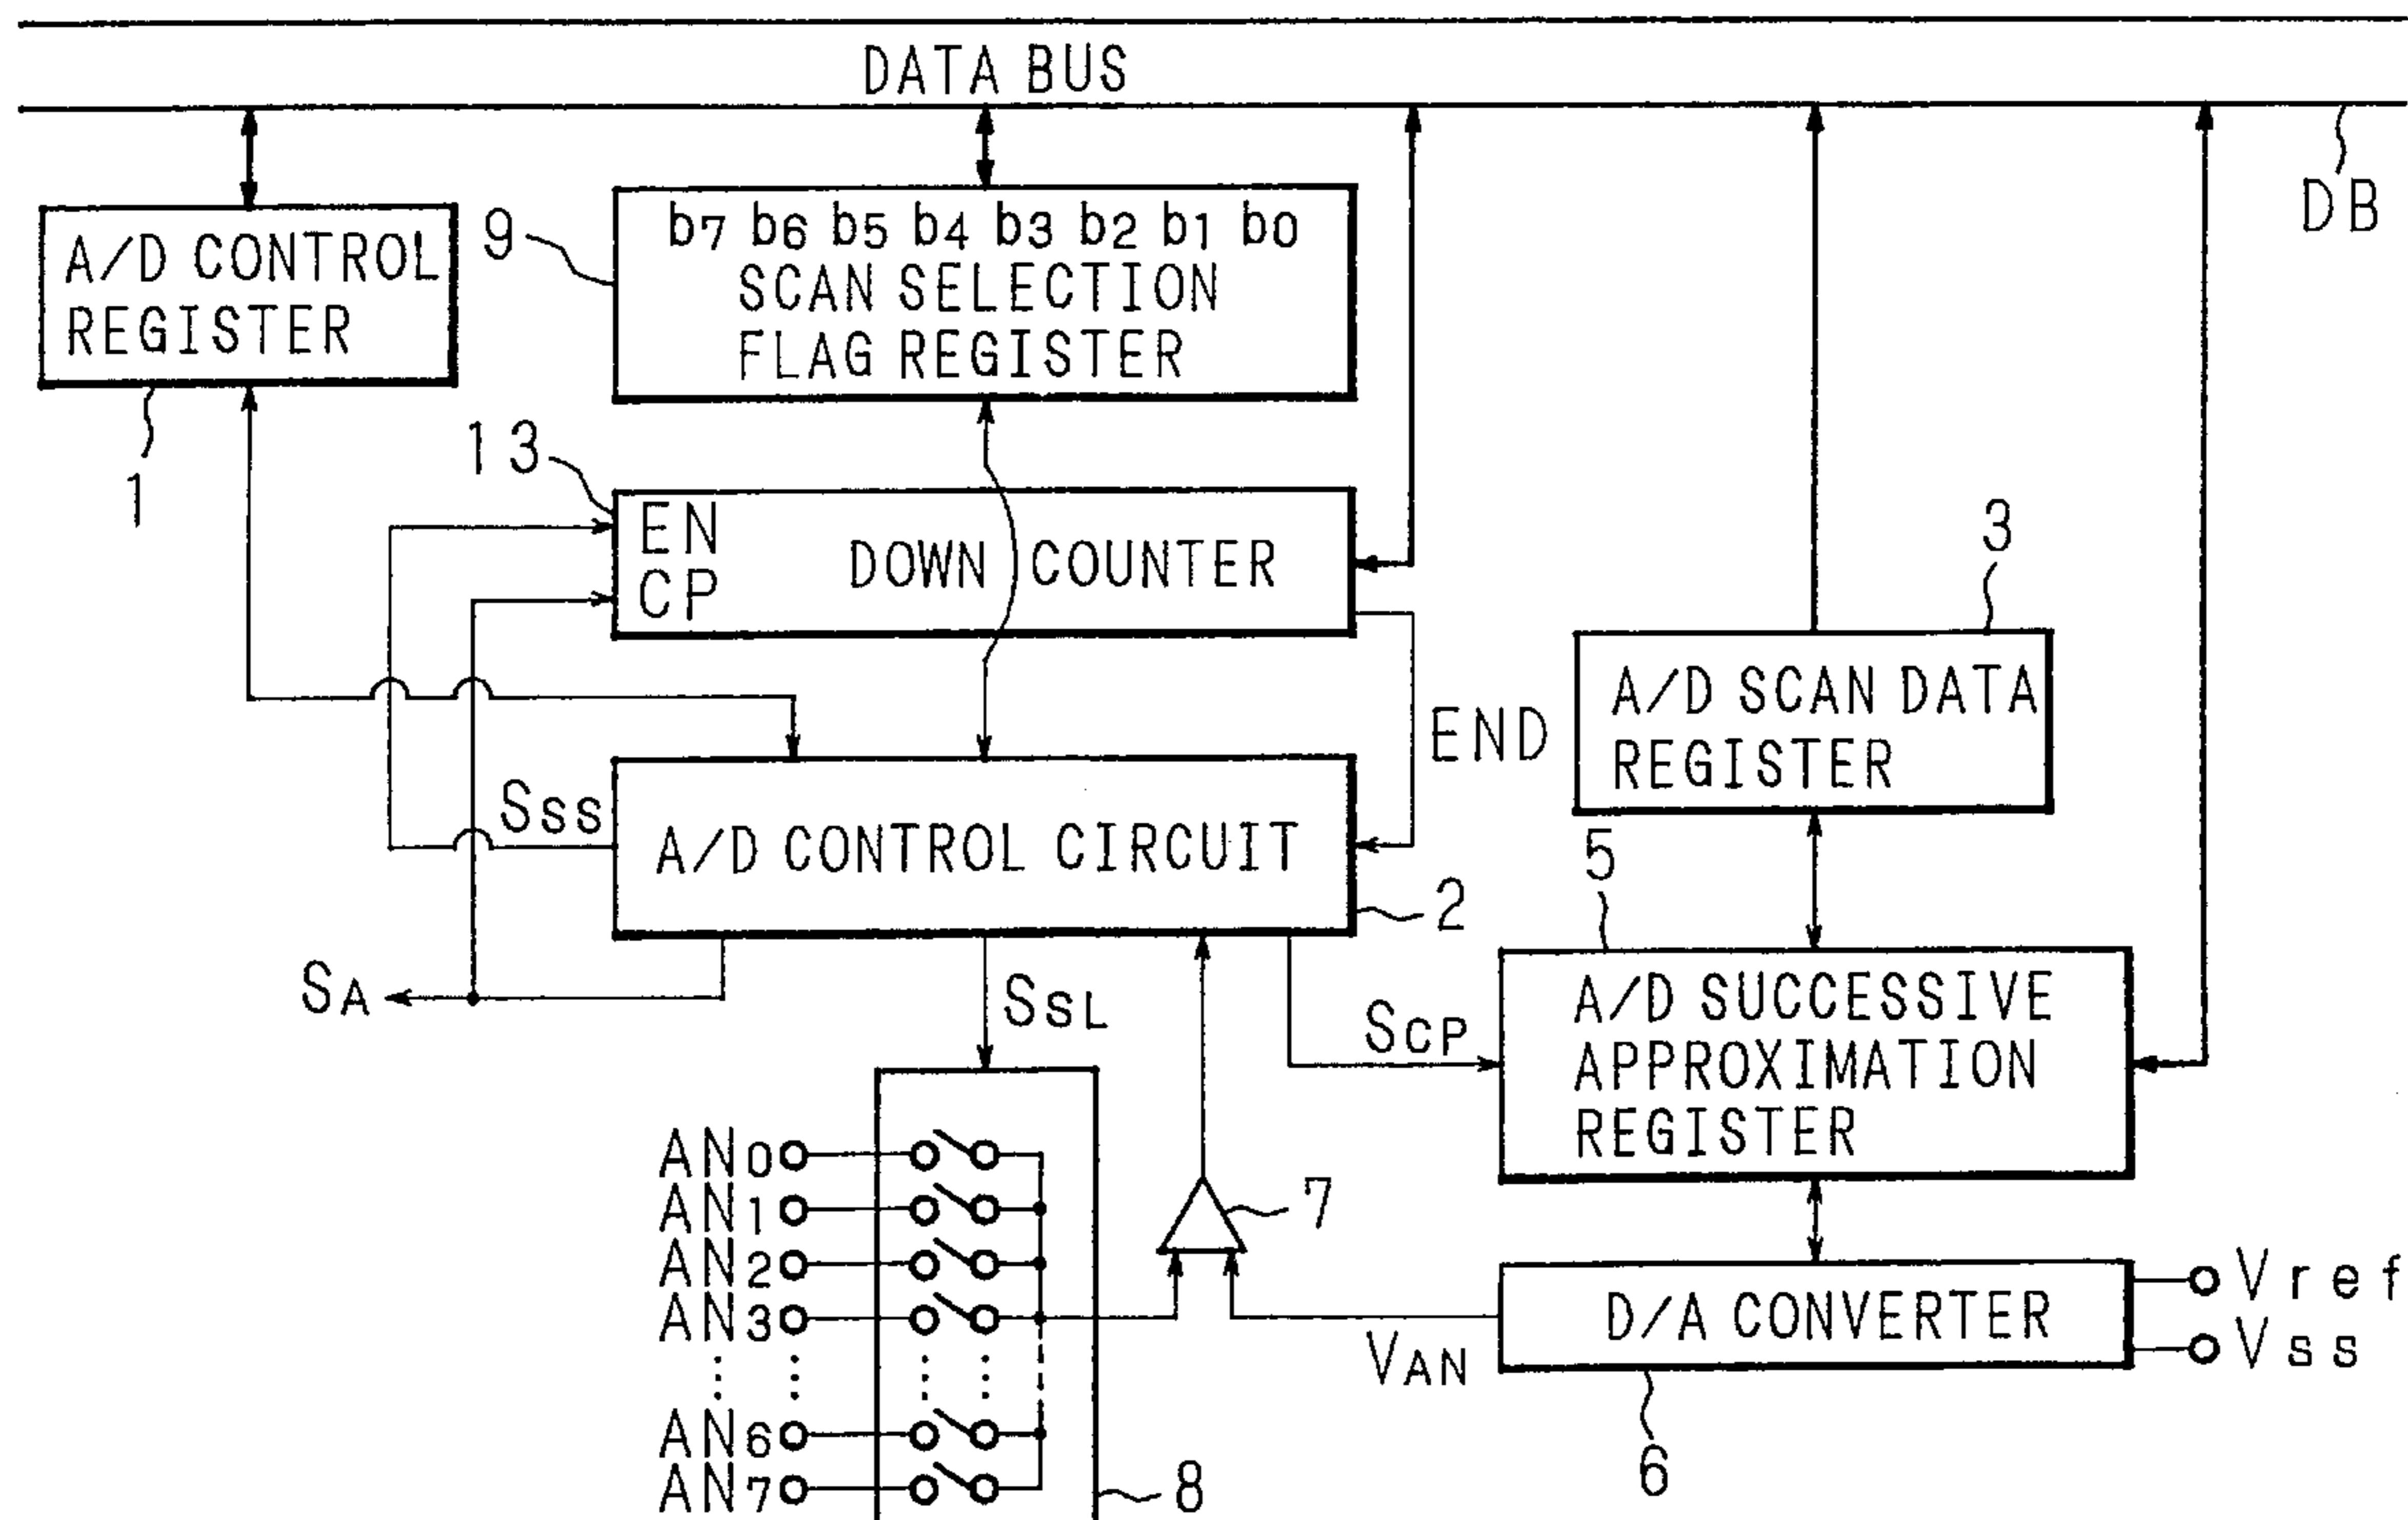 DATA BUS
DB
A/D CONTROL
REGISTER
1
9
b7 b6 b5 b4 b3 b2 b1 b0
SCAN SELECTION
FLAG REGISTER
13
EN
CP
DOWN COUNTER
3
A/D SCAN DATA
REGISTER
END
SSS
A/D CONTROL CIRCUIT
2
5
A/D SUCCESSIVE
APPROXIMATION
REGISTER
SA
SSL
SCP
AN0
AN1
AN2
AN3
AN6
AN7
7
8
VAN
D/A CONVERTER
6
Vref
Vss